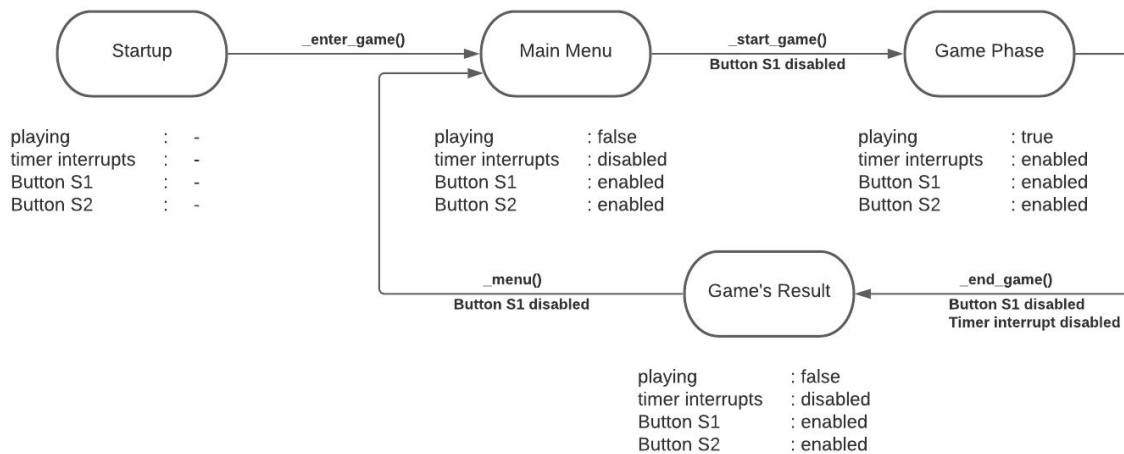 Startup
_enter_game()
Main Menu
_start_game()
Button S1 disabled
Game Phase
playing : -
timer interrupts : -
Button S1 : -
Button S2 : -
playing : false
timer interrupts : disabled
Button S1 : enabled
Button S2 : enabled
playing : true
timer interrupts : enabled
Button S1 : enabled
Button S2 : enabled
_menu()
Button S1 disabled
Game's Result
_end_game()
Button S1 disabled
Timer interrupt disabled
playing : false
timer interrupts : disabled
Button S1 : enabled
Button S2 : enabled